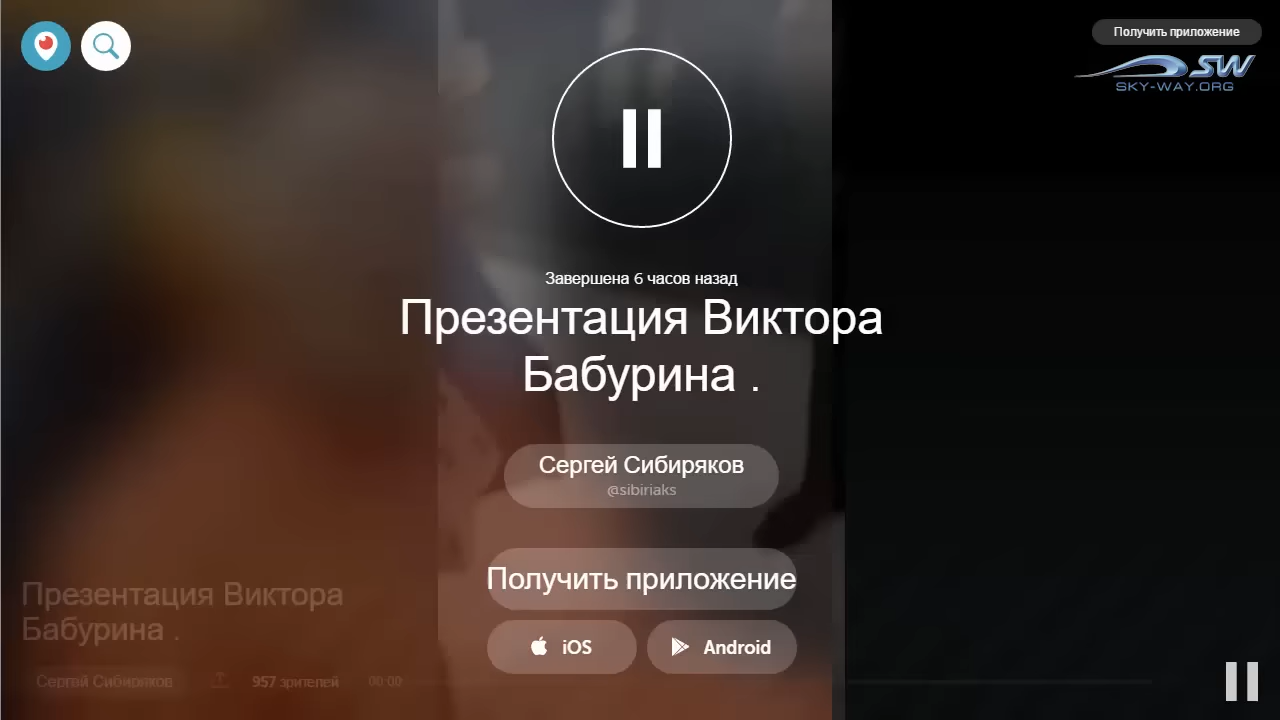 Получить приложение
SW
SKY-WAY.ORG
Завершена 6 часов назад
Презентация Виктора
Бабурина .
Сергей Сибиряков
@sibiriaks
Получить приложение
iOS
Android
Презентация Виктора
Бабурина .
Сергей Сибиряков
957 зрителей
00:00